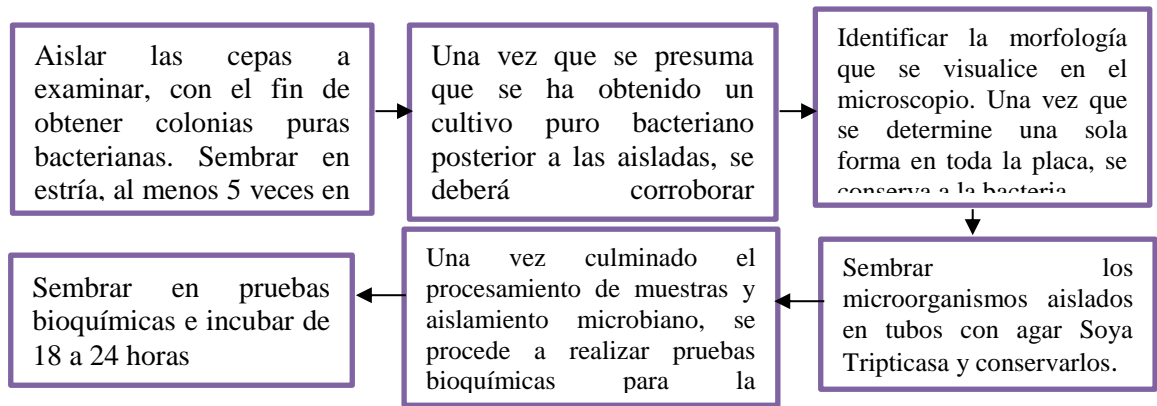 Aislar las cepas a
examinar, con el fin de
obtener colonias puras
bacterianas. Sembrar en
estría, al menos 5 veces en
Una vez que se presuma
que se ha obtenido un
cultivo puro bacteriano
posterior a las aisladas, se
deberá corroborar
Identificar la morfología
que se visualice en el
microscopio. Una vez que
se determine una sola
forma en toda la placa, se
conserva a la bacteria
Sembrar los
microorganismos aislados
en tubos con agar Soya
Tripticasa y conservarlos.
Una vez culminado el
procesamiento de muestras y
aislamiento microbiano, se
procede a realizar pruebas
bioquímicas para la
Sembrar en pruebas
bioquímicas e incubar de
18 a 24 horas